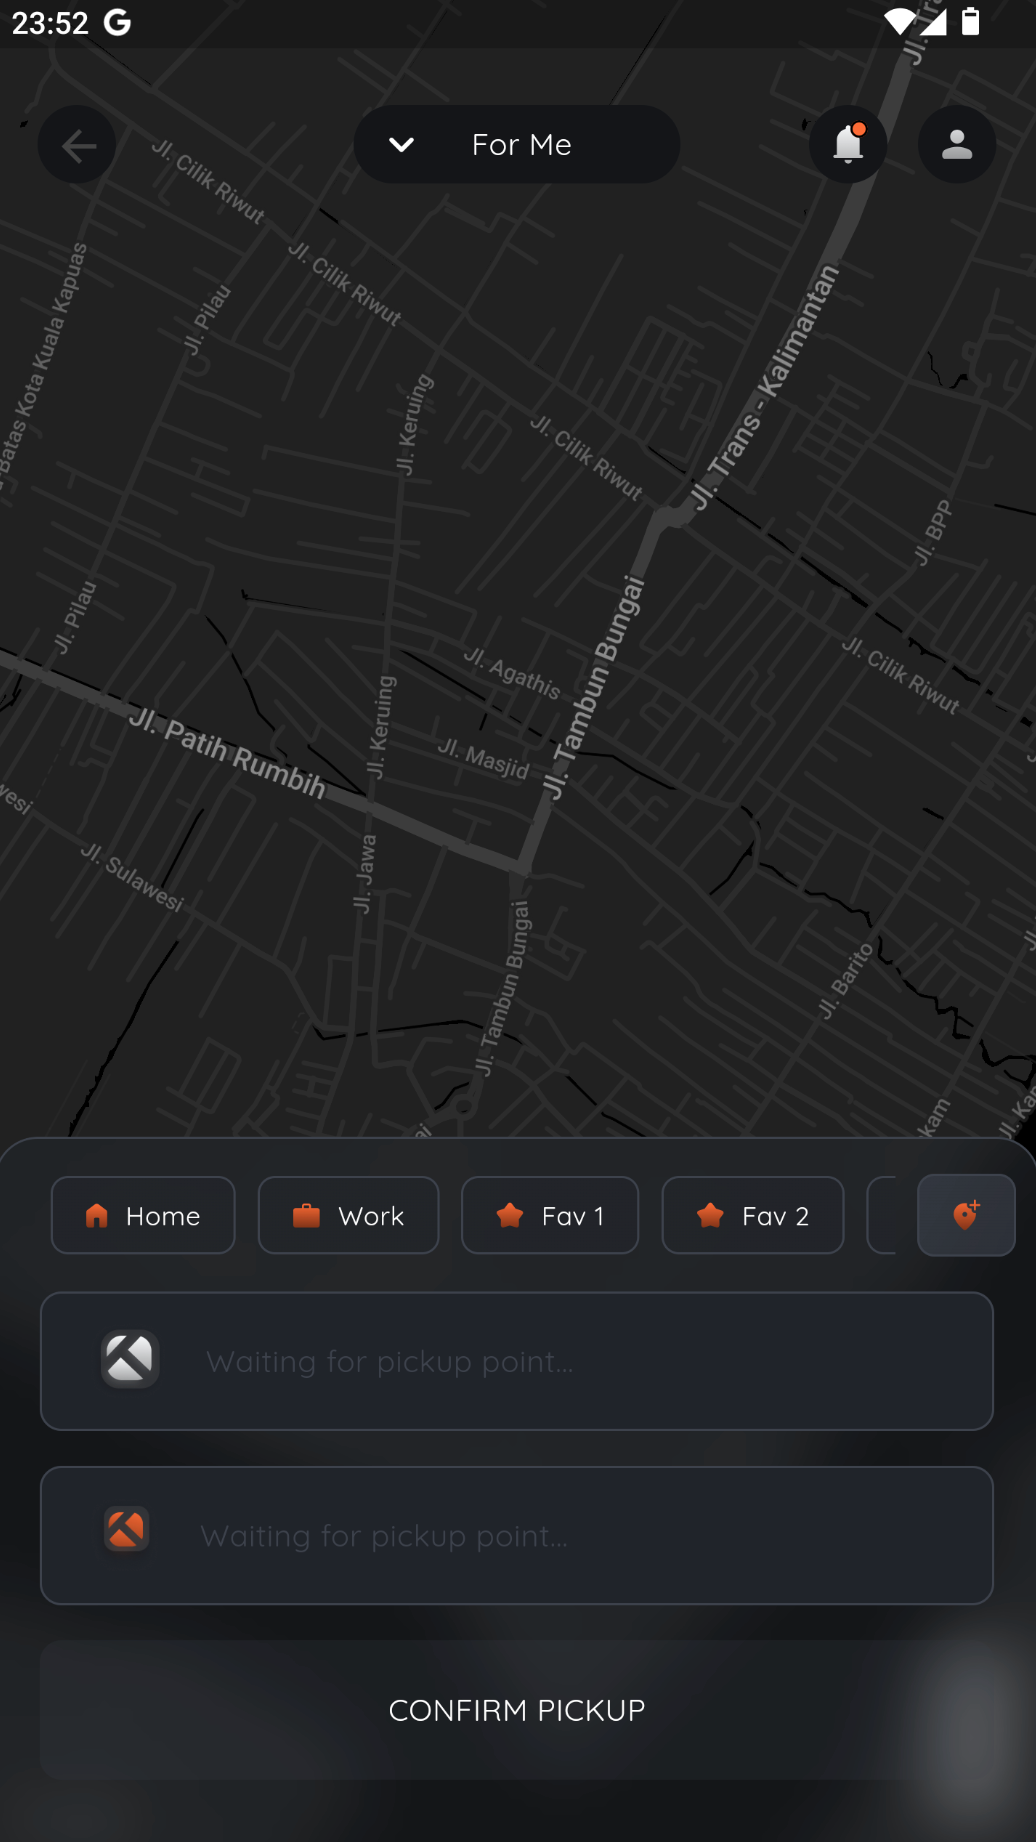 23:52
For Me
Jl. Cilik Riwut
Jl. Cilik Riwut
Jl. Pilau
Batas Kota Kuala Kapuas
Jl. Trans - Kalimantan
Jl. Keruing
Jl. Cilik Riwut
Jl. BPP
Jl. Pilau
Jl. Tambun Bungai
Jl. Agathis
Jl. Cilik Riwut
Jl. Keruing
Jl. Patih Rumbih
Jl. Masjid
Jl. Sulawesi
Jl. Jawa
Jl. Tambun Bungai
Jl. Barito
Home
Work
Fav 1
Fav 2
Waiting for pickup point...
Waiting for pickup point...
CONFIRM PICKUP